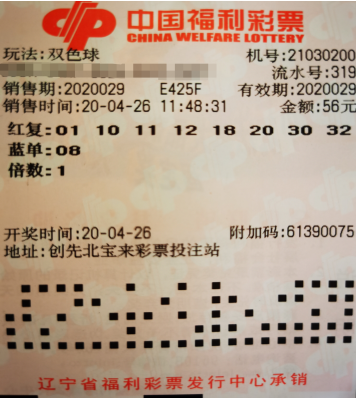 中国福利彩票
CHINA WELFARE LOTTERY
玩法:双色球 机号:21030200
流水号:319
销售期:2020029 E425F 有效期:2020029
销售时间:20-04-26 11:48:31 金额:56元
红复:01 10 11 12 18 20 30 32
蓝单:08
倍数:1
开奖时间:20-04-26 附加码:61390075
地址:创先北宝来彩票投注站
辽宁省福利彩票发行中心承销